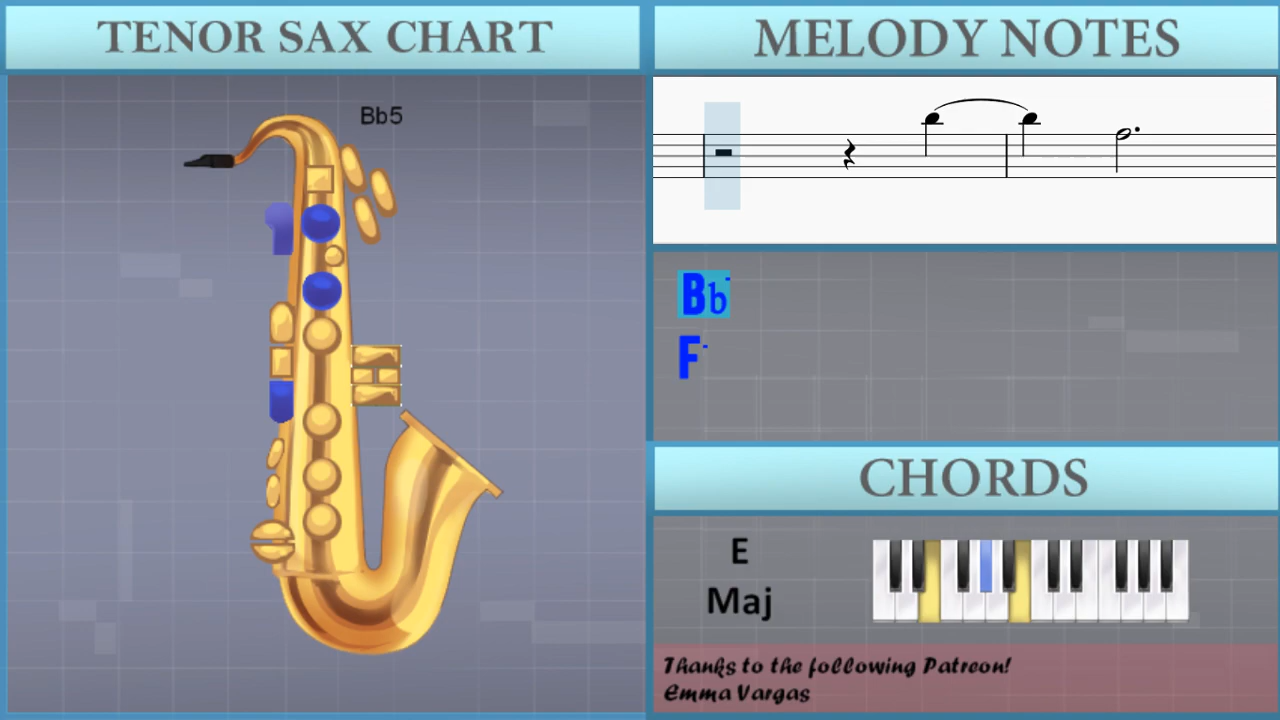 TENOR SAX CHART
Bb5
MELODY NOTES
Bb
F
CHORDS
E
Maj
Thanks to the following Patreon!
Emma Vargas